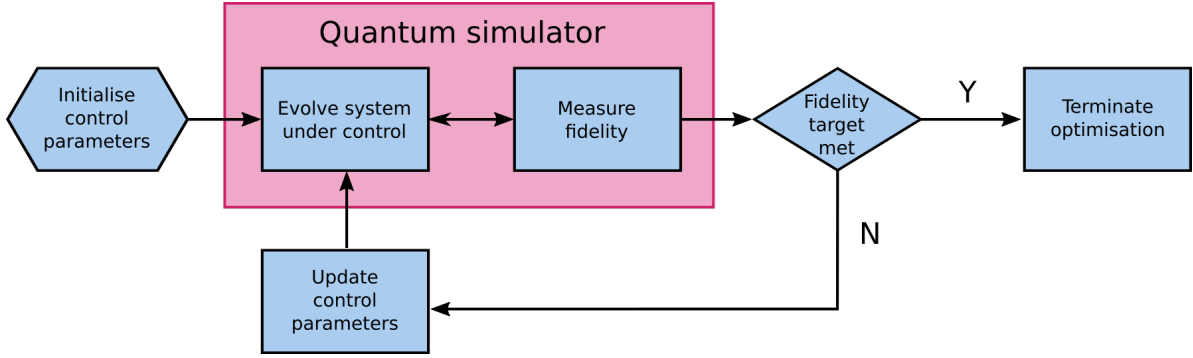 Quantum simulator
Initialise
control
parameters
Evolve system
under control
Measure
fidelity
Fidelity
target
met
Y
Terminate
optimisation
N
Update
control
parameters